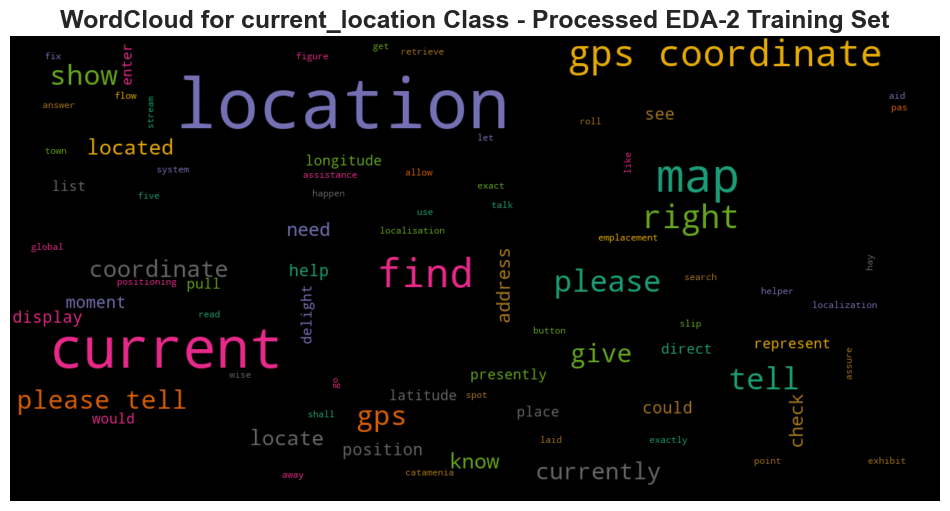 WordCloud for current_location Class - Processed EDA-2 Training Set
fix
show
enter
answer
flow
stream
location
figure
get
retrieve
gps coordinate
aid
pas
see
roll
let
town
located
system
longitude
assistance
allow
like
map
list
five
happen
exact
use
talk
right
need
localisation
emplacement
global
coordinate
positioning
pull
help
find
address
please
search
hay
helper
localization
moment
display
read
delight
slip
button
current
wise
give
direct
represent
assure
go
presently
tell
please tell
would
shall
gps
latitude
spot
place
could
check
locate
position
know
laid
exactly
away
catamenia
currently
point
exhibit